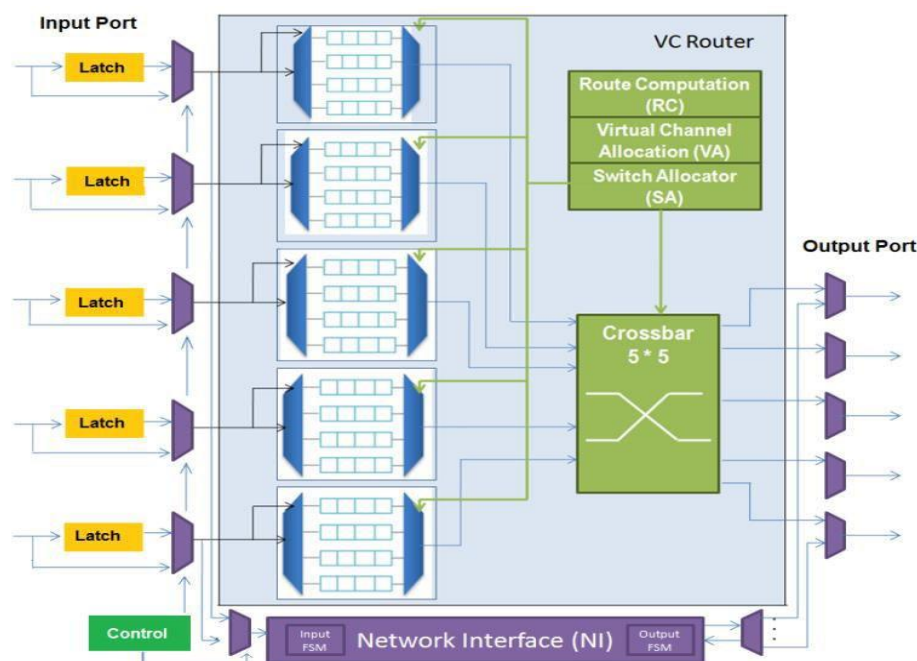 Input Port
VC Router
Latch
Route Computation
(RC)
Virtual Channel
Allocation (VA)
Switch Allocator
(SA)
Latch
Output Port
Latch
Crossbar
5 * 5
Latch
Latch
Control
Input
FSM
Network Interface (NI)
Output
FSM